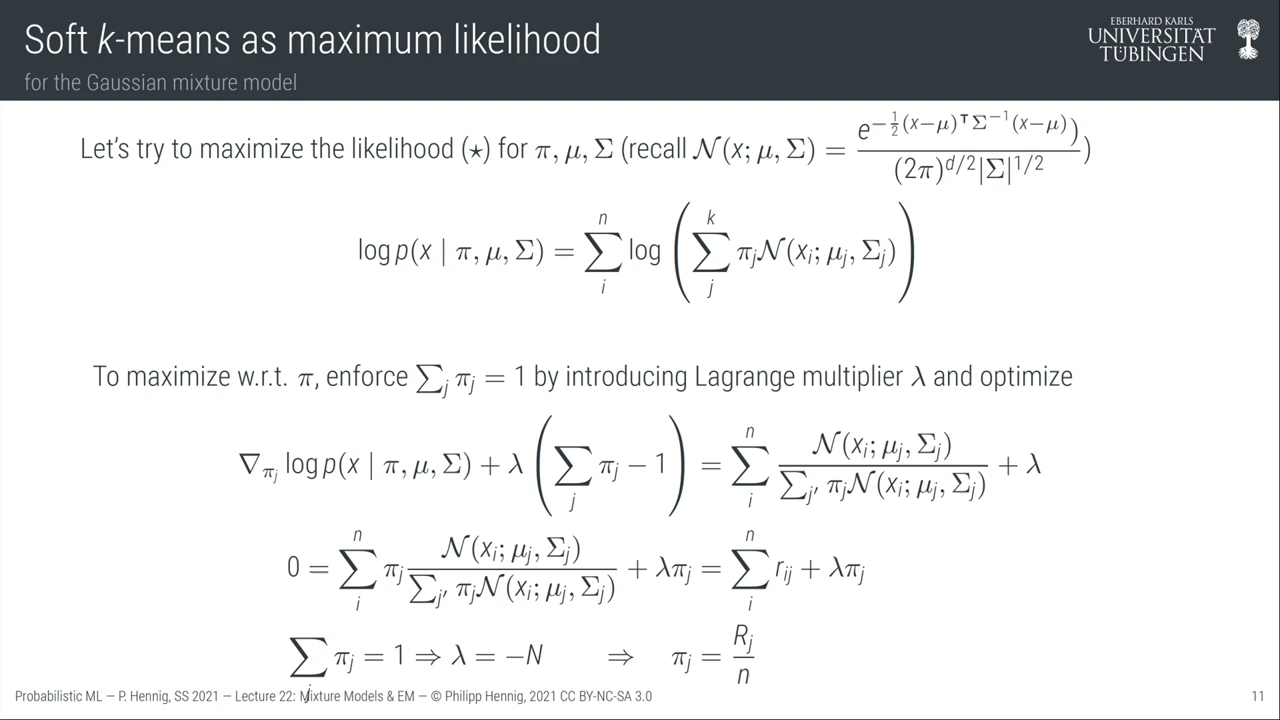 Soft k-means as maximum likelihood
for the Gaussian mixture model
EBERHARD KARLS
UNIVERSITÄT
TÜBINGEN
Let's try to maximize the likelihood (⋆) for π, μ, Σ (recall 𝒩(x; μ, Σ) = e^{−½(x−μ)ᵀΣ⁻¹(x−μ))} / (2π)^{d/2}|Σ|^{1/2})
log p(x | π, μ, Σ) = ∑_i^n log (∑_j^k π_j 𝒩(x_i; μ_j, Σ_j))
To maximize w.r.t. π, enforce ∑_j π_j = 1 by introducing Lagrange multiplier λ and optimize
∇_{π_j} log p(x | π, μ, Σ) + λ (∑_j π_j − 1) = ∑_i^n 𝒩(x_i; μ_j, Σ_j) / ∑_{j'} π_j 𝒩(x_i; μ_j, Σ_j) + λ
0 = ∑_i^n π_j 𝒩(x_i; μ_j, Σ_j) / ∑_{j'} π_j 𝒩(x_i; μ_j, Σ_j) + λπ_j = ∑_i^n r_{ij} + λπ_j
∑_j π_j = 1 ⇒ λ = −N ⇒ π_j = R_j / n
Probabilistic ML — P. Hennig, SS 2021 — Lecture 22: Mixture Models & EM — © Philipp Hennig, 2021 CC BY-NC-SA 3.0
11